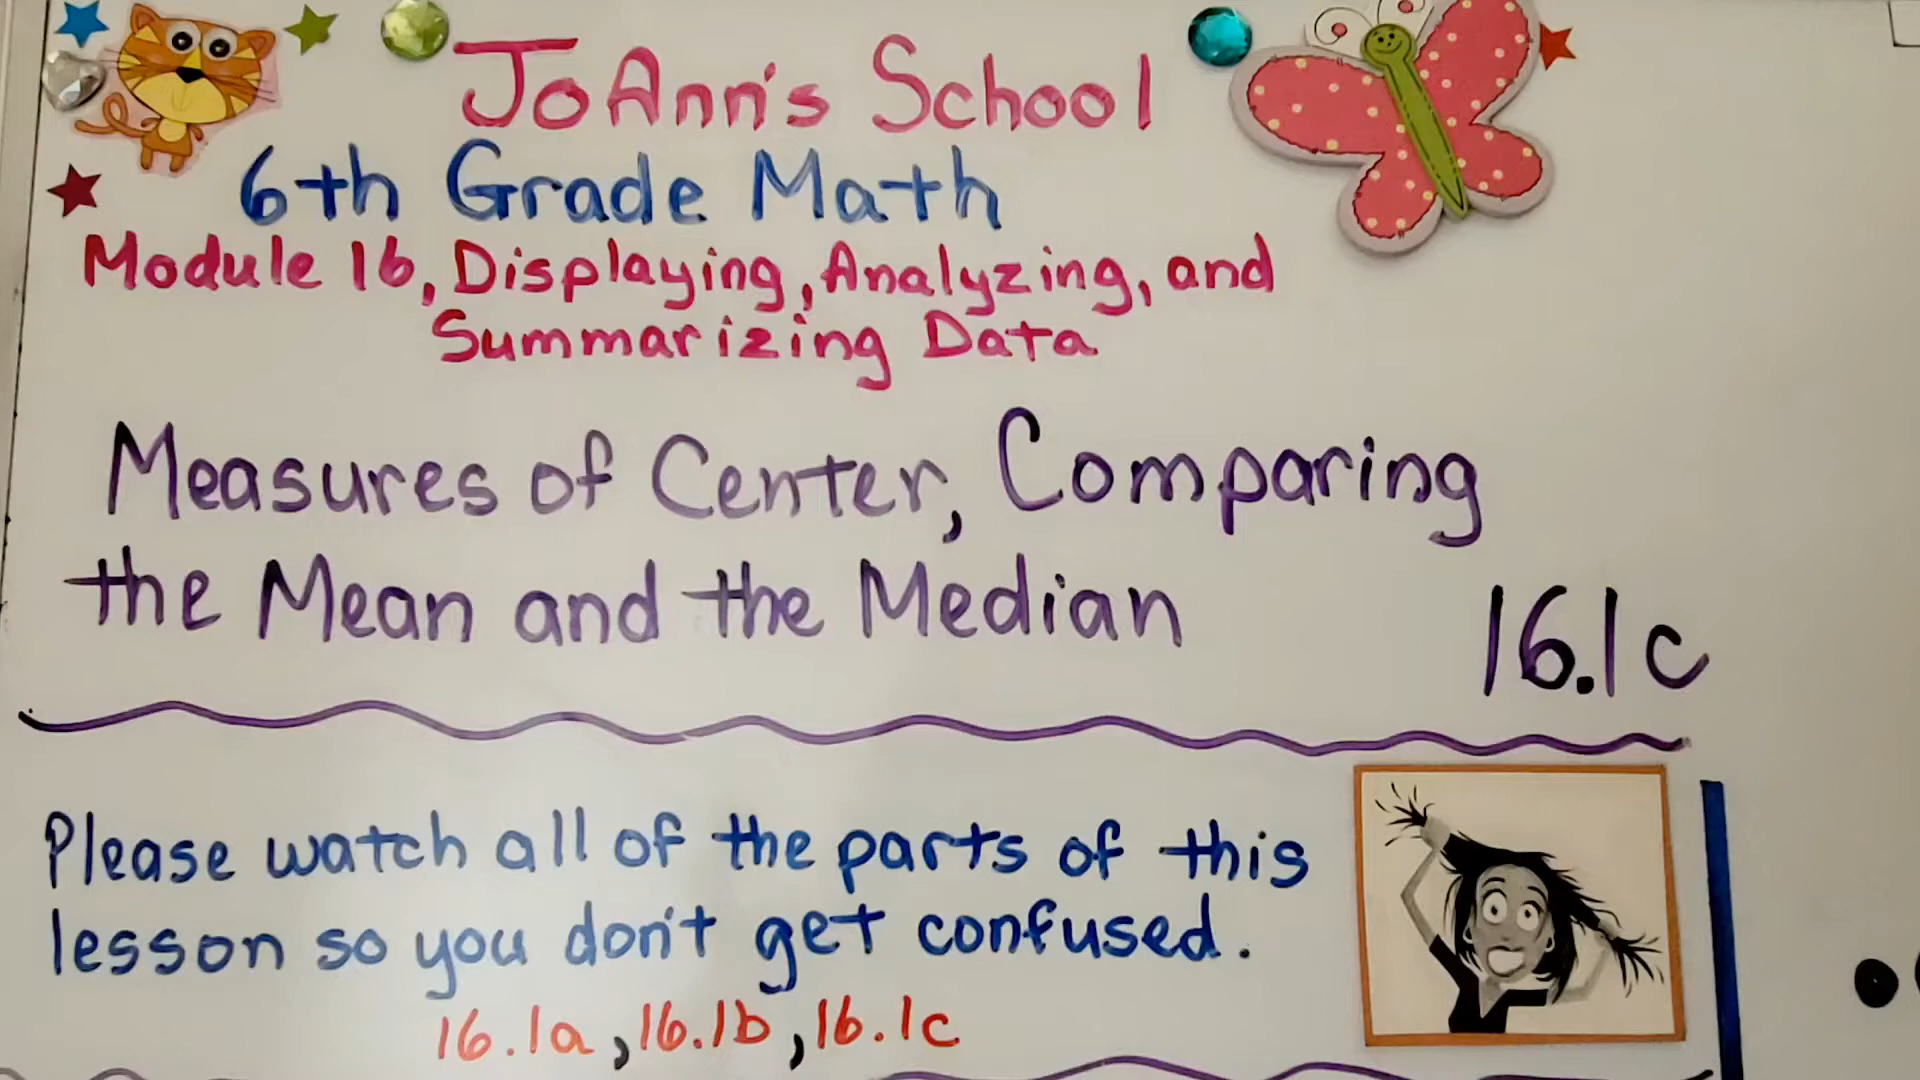 JoAnn's School
6th Grade Math
Module 16, Displaying, Analyzing, and
Summarizing Data
Measures of Center, Comparing
the Mean and the Median
16.1c
Please watch all of the parts of this
lesson so you don't get confused.
16.1a, 16.1b, 16.1c